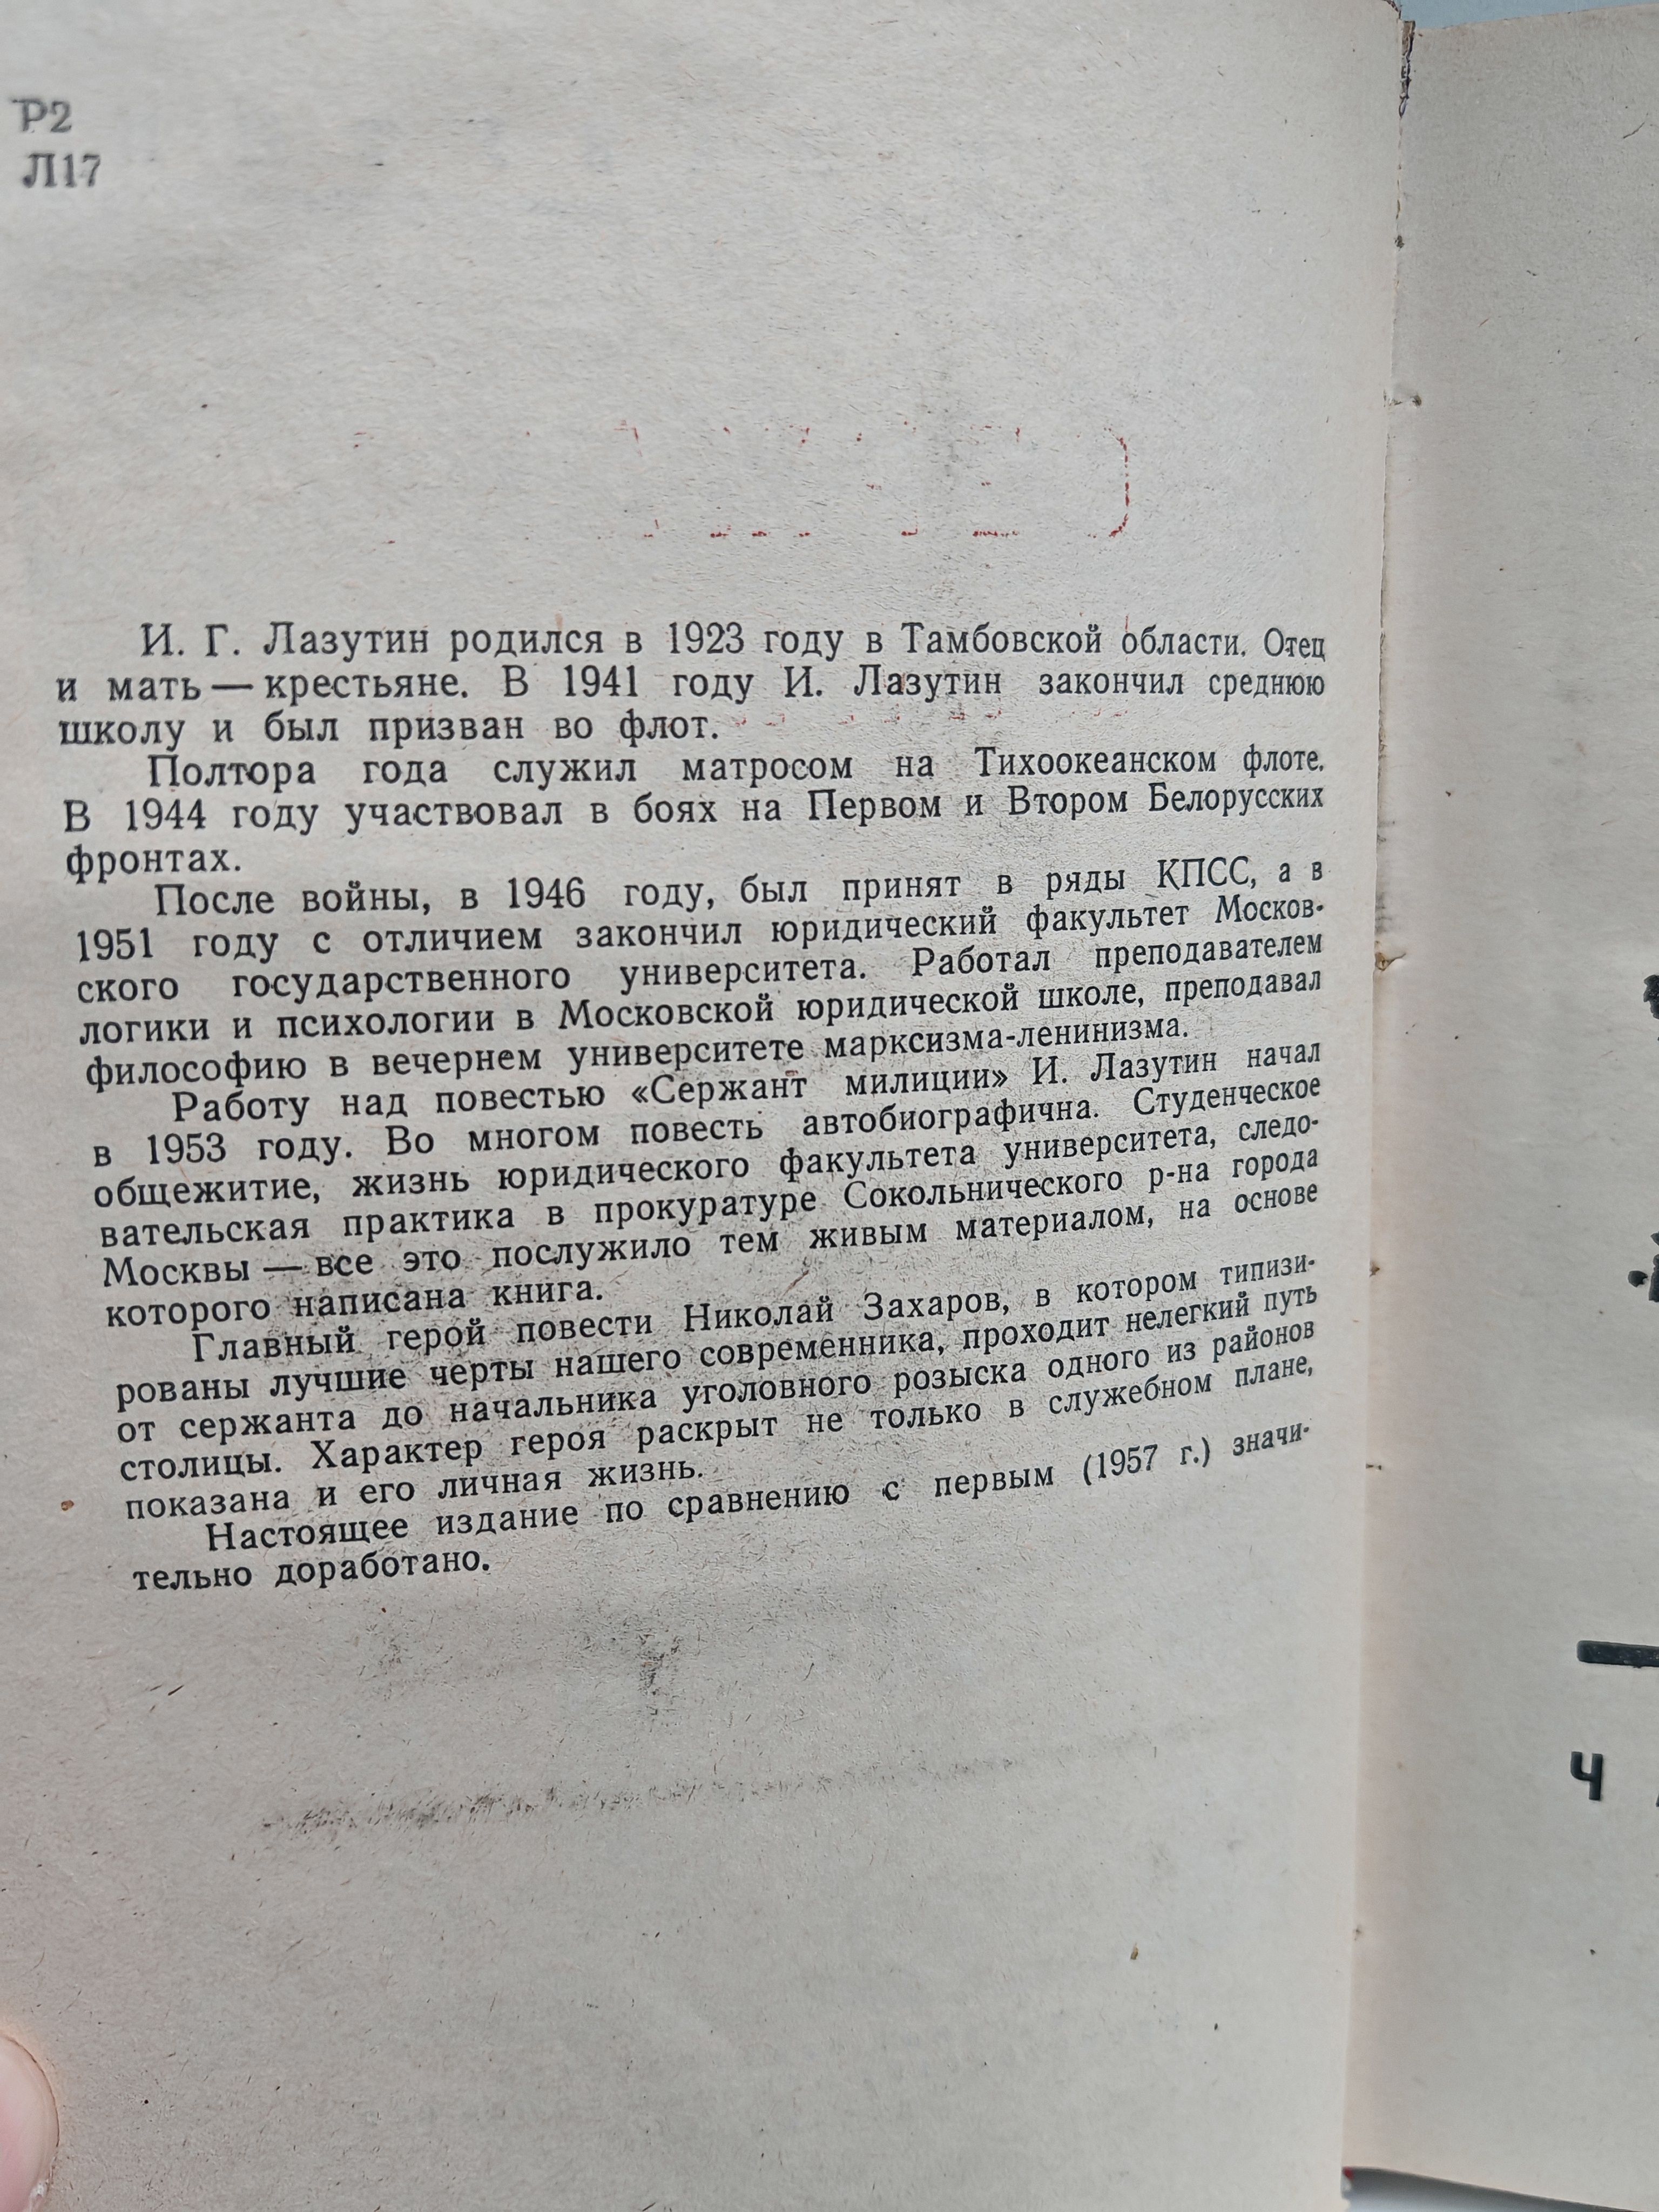 Р2
Л17
И. Г. Лазутин родился в 1923 году в Тамбовской области. Отец
и мать — крестьяне. В 1941 году И. Лазутин закончил среднюю
школу и был призван во флот.
Полтора года служил матросом на Тихоокеанском флоте.
В 1944 году участвовал в боях на Первом и Втором Белорусских
фронтах.
После войны, в 1946 году, был принят в ряды КПСС, а в
1951 году с отличием закончил юридический факультет Москов-
ского государственного университета. Работал преподавателем
логики и психологии в Московской юридической школе, преподавал
философию в вечернем университете марксизма-ленинизма.
Работу над повестью «Сержант милиции» И. Лазутин начал
в 1953 году. Во многом повесть автобиографична. Студенческое
общежитие, жизнь юридического факультета университета, следо-
вательская практика в прокуратуре Сокольнического р-на города
Москвы — все это послужило тем живым материалом, на основе
которого написана книга.
Главный герой повести Николай Захаров, в котором типизи-
рованы лучшие черты нашего современника, проходит нелегкий путь
от сержанта до начальника уголовного розыска одного из районов
столицы. Характер героя раскрыт не только в служебном плане,
показана и его личная жизнь.
Настоящее издание по сравнению с первым (1957 г.) значи-
тельно доработано.
Ч